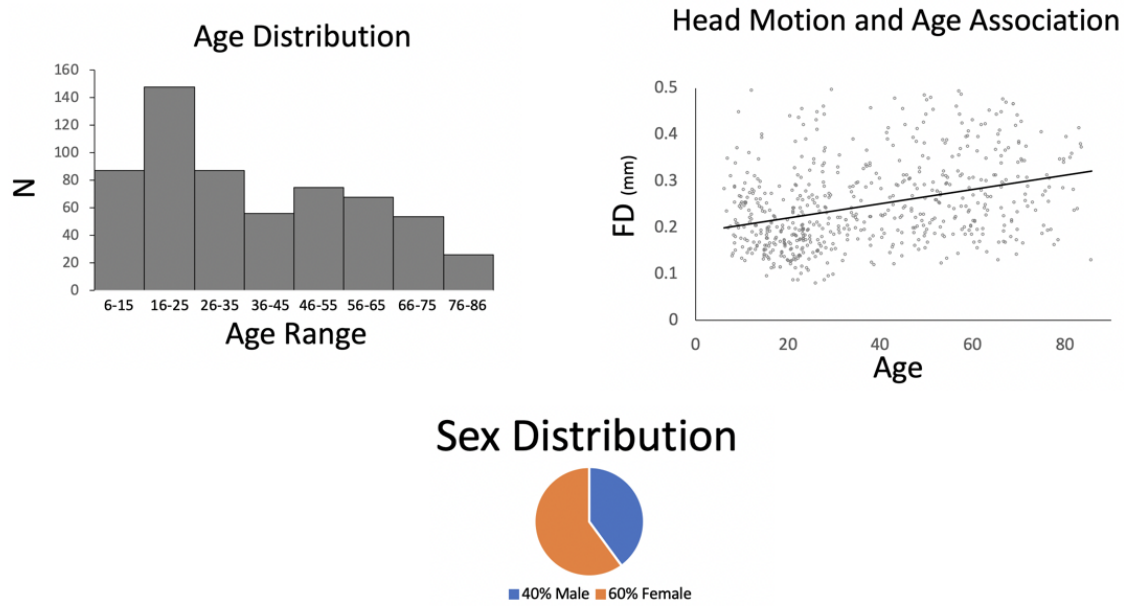 Age Distribution
160
140
120
100
80
60
40
20
0
N
6-15 16-25 26-35 36-45 46-55 56-65 66-75 76-86
Age Range
Head Motion and Age Association
0.5
0.4
0.3
0.2
0.1
0
FD (mm)
0 20 40 60 80
Age
Sex Distribution
40% Male 60% Female